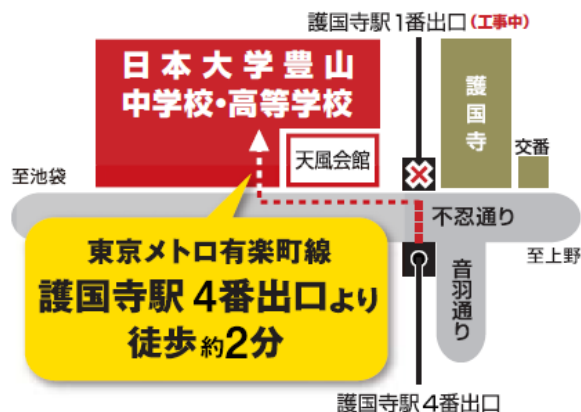 護国寺駅1番出口(工事中)
日本大学豊山
中学校・高等学校
護国寺
天風会館
交番
至池袋
不忍通り
至上野
音羽通り
東京メトロ有楽町線
護国寺駅 4番出口より
徒歩約2分
護国寺駅4番出口